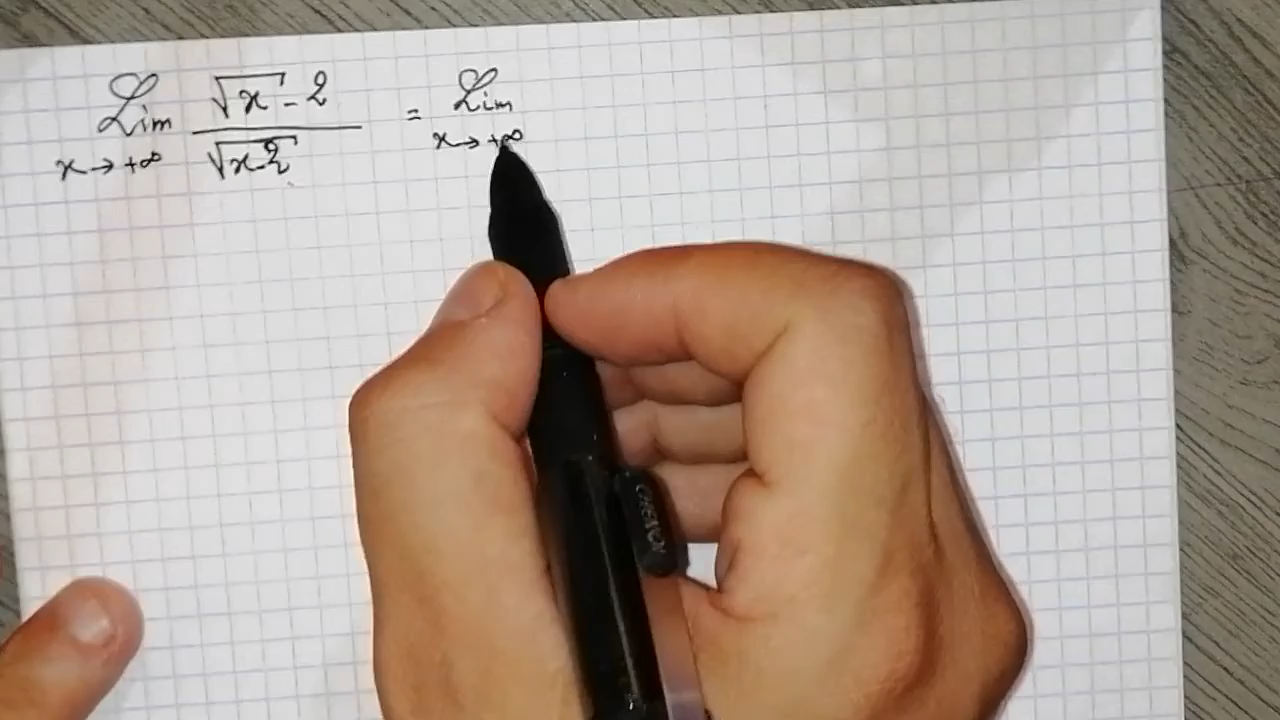 Lim √x - 2 / √x-2 = Lim
x → +∞ x → +∞